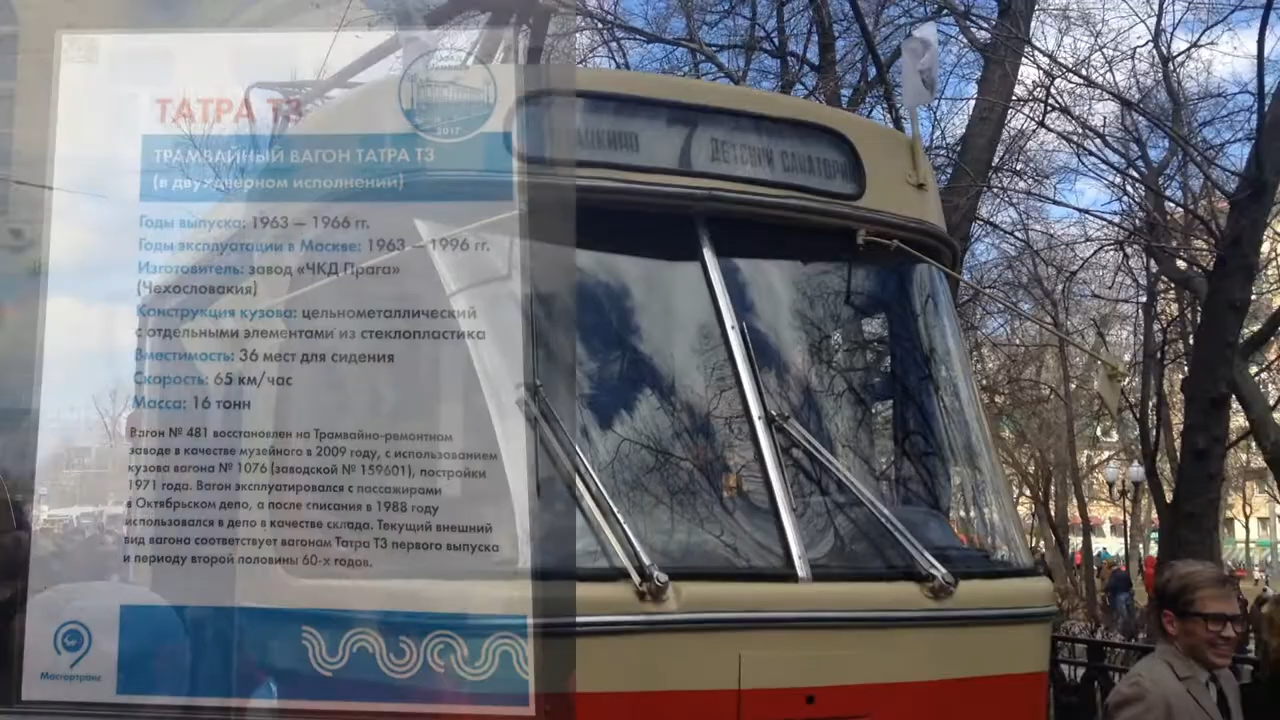 ТАТРА Т3
2017
ТРАМВАЙНЫЙ ВАГОН ТАТРА Т3
(в двухдверном исполнении)
Годы выпуска: 1963 – 1966 гг.
Годы эксплуатации в Москве: 1963 – 1996 гг.
Изготовитель: завод «ЧКД Прага»
(Чехословакия)
Конструкция кузова: цельнометаллический
с отдельными элементами из стеклопластика
Вместимость: 36 мест для сидения
Скорость: 65 км/час
Масса: 16 тонн
Вагон № 481 восстановлен на Трамвайно-ремонтном
заводе в качестве музейного в 2009 году, с использованием
кузова вагона № 1076 (заводской № 159601), постройки
1971 года. Вагон эксплуатировался с пассажирами
в Октябрьском депо, а после списания в 1988 году
использовался в депо в качестве склада. Текущий внешний
вид вагона соответствует вагонам Татра Т3 первого выпуска
и периоду второй половины 60-х годов.
Мосгортранс
7 ДЕТСКИЙ САНАТОРИЙ